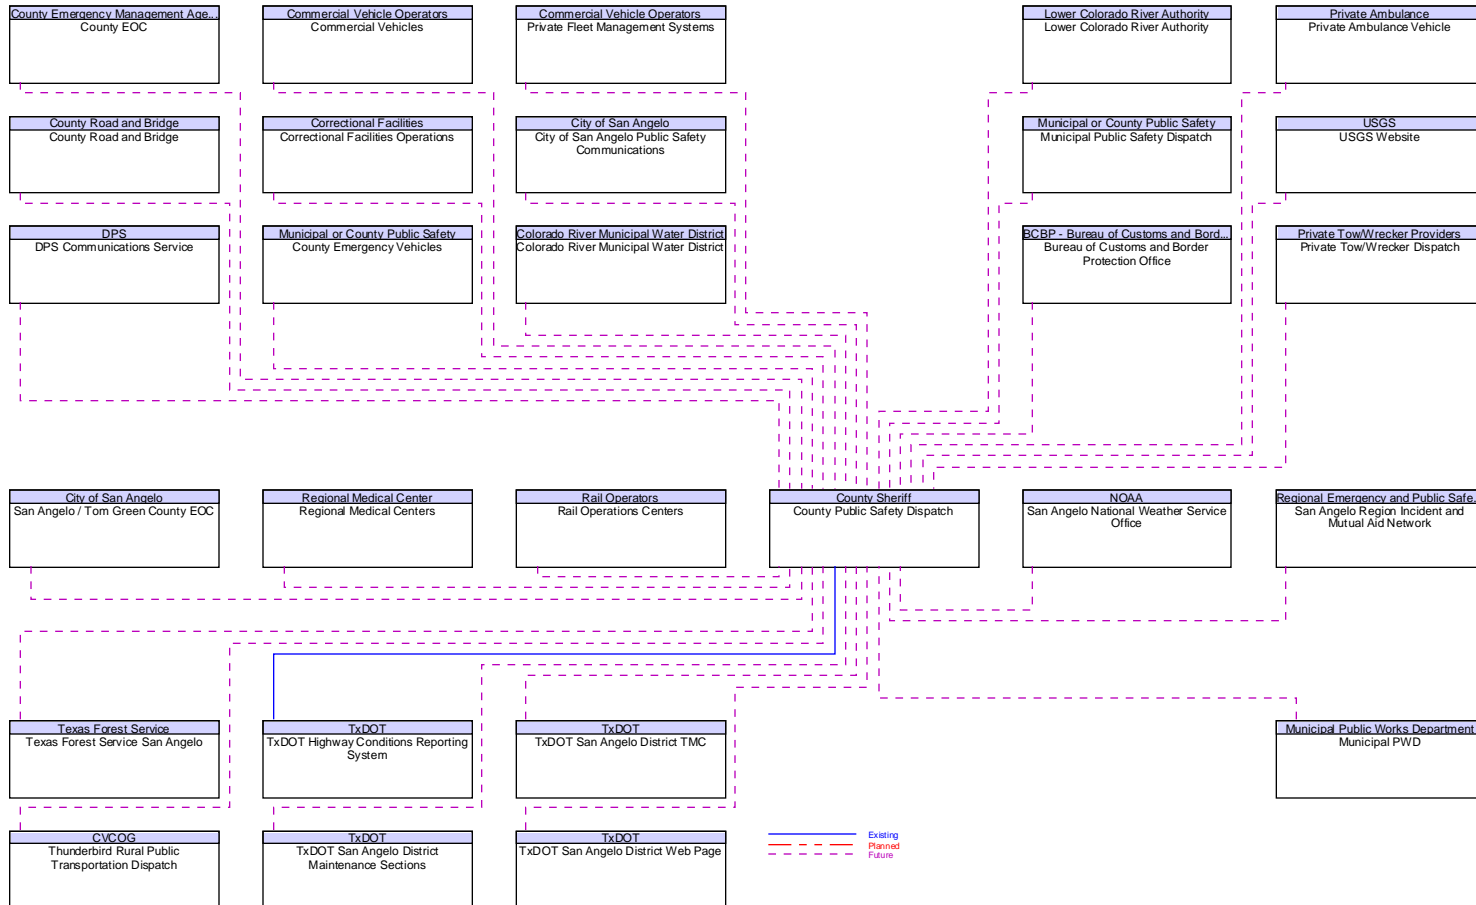 County Emergency Management Age...
County EOC
Commercial Vehicle Operators
Commercial Vehicles
Commercial Vehicle Operators
Private Fleet Management Systems
Lower Colorado River Authority
Lower Colorado River Authority
Private Ambulance
Private Ambulance Vehicle
County Road and Bridge
County Road and Bridge
Correctional Facilities
Correctional Facilities Operations
City of San Angelo
City of San Angelo Public Safety
Communications
Municipal or County Public Safety
Municipal Public Safety Dispatch
USGS
USGS Website
DPS
DPS Communications Service
Municipal or County Public Safety
County Emergency Vehicles
Colorado River Municipal Water District
Colorado River Municipal Water District
BCBP - Bureau of Customs and Bord...
Bureau of Customs and Border
Protection Office
Private Tow/Wrecker Providers
Private Tow/Wrecker Dispatch
City of San Angelo
San Angelo / Tom Green County EOC
Regional Medical Center
Regional Medical Centers
Rail Operators
Rail Operations Centers
County Sheriff
County Public Safety Dispatch
NOAA
San Angelo National Weather Service
Office
Regional Emergency and Public Safe...
San Angelo Region Incident and
Mutual Aid Network
Texas Forest Service
Texas Forest Service San Angelo
TxDOT
TxDOT Highway Conditions Reporting
System
TxDOT
TxDOT San Angelo District TMC
Municipal Public Works Department
Municipal PWD
CVCOG
Thunderbird Rural Public
Transportation Dispatch
TxDOT
TxDOT San Angelo District
Maintenance Sections
TxDOT
TxDOT San Angelo District Web Page
Existing
Planned
Future